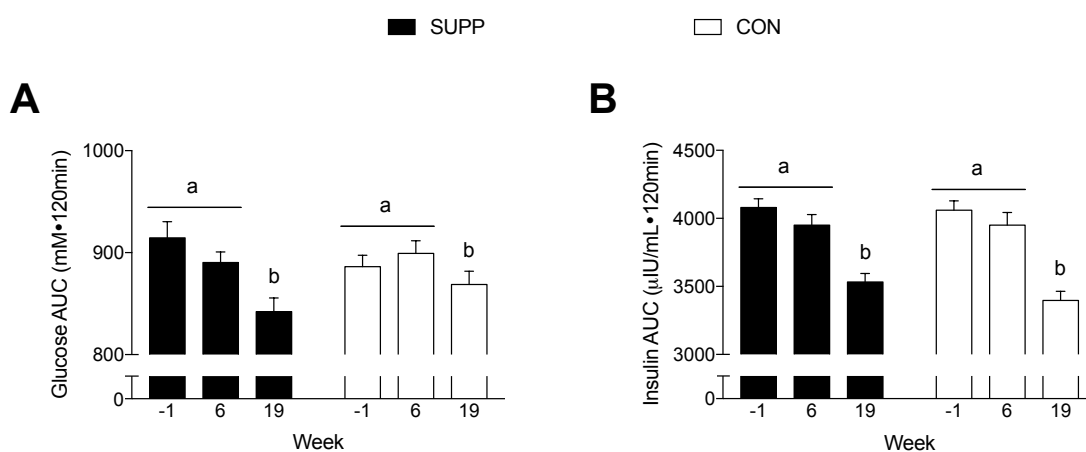 SUPP CON
A
Glucose AUC (mM•120min)
1000
900
800
0
a
b
a
b
-1 6 19 -1 6 19
Week
B
Insulin AUC (µIU/mL•120min)
4500
4000
3500
3000
0
a
b
a
b
-1 6 19 -1 6 19
Week